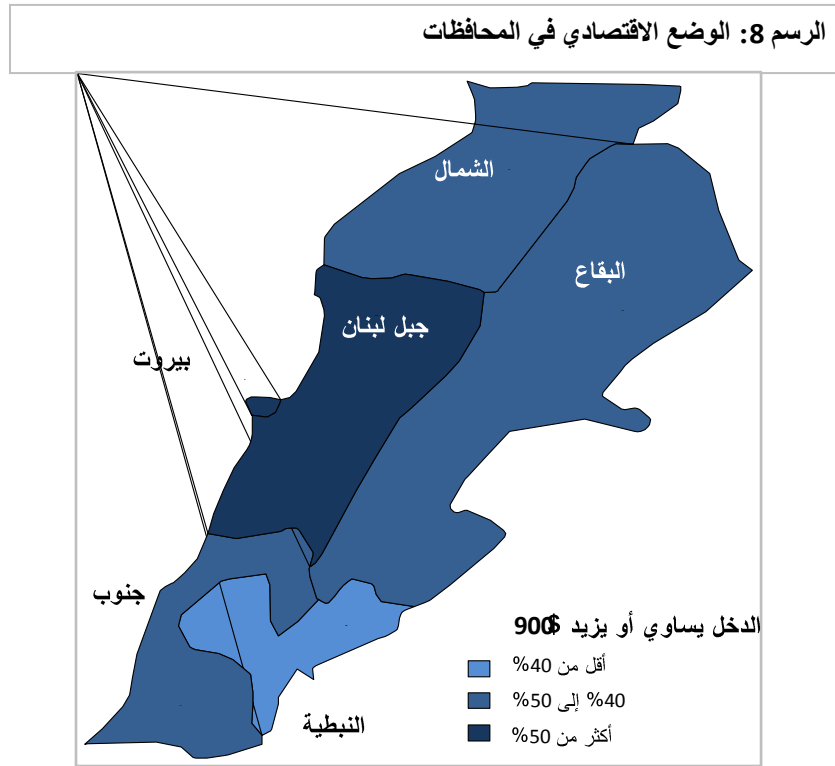 الرسم 8: الوضع الاقتصادي في المحافظات
الشمال
البقاع
جبل لبنان
بيروت
جنوب
النبطية
الدخل يساوي أو يزيد 900$
أقل من 40%
40% إلى 50%
أكثر من 50%